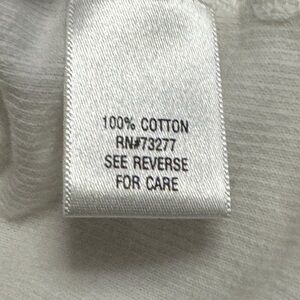 100% COTTON
RN#73277
SEE REVERSE
FOR CARE